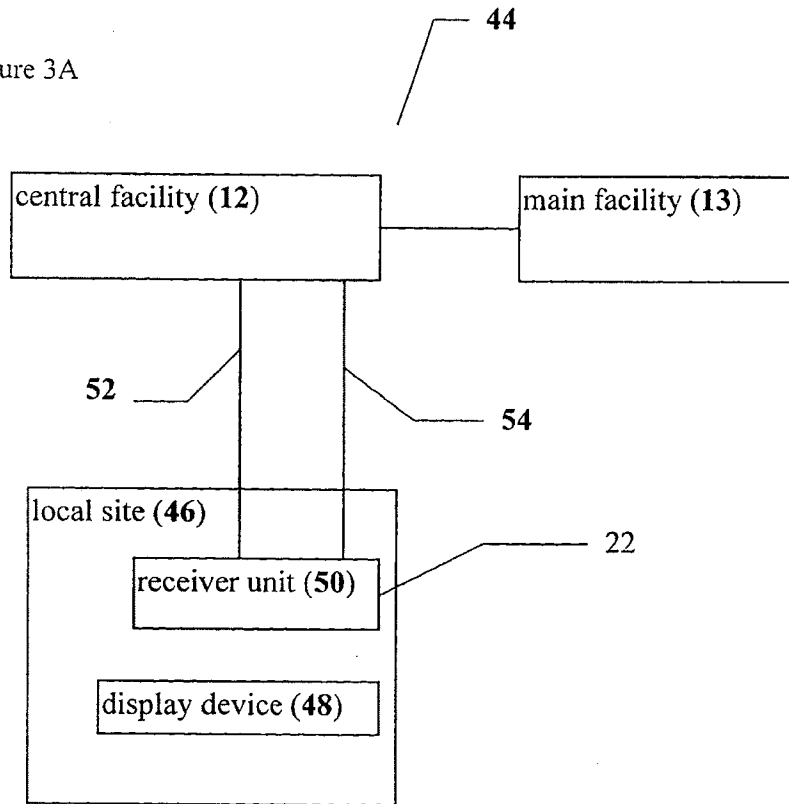 44
ure 3A
central facility (12)
main facility (13)
52
54
local site (46)
22
receiver unit (50)
display device (48)